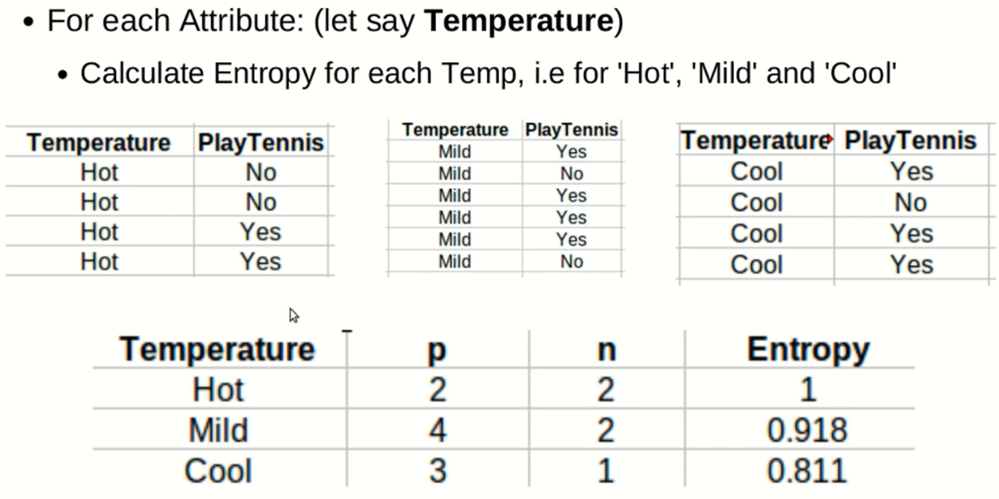 • For each Attribute: (let say Temperature)
• Calculate Entropy for each Temp, i.e for 'Hot', 'Mild' and 'Cool'
Temperature PlayTennis
Hot No
Hot No
Hot Yes
Hot Yes
Temperature PlayTennis
Mild Yes
Mild No
Mild Yes
Mild Yes
Mild Yes
Mild No
Temperature PlayTennis
Cool Yes
Cool No
Cool Yes
Cool Yes
Temperature p n Entropy
Hot 2 2 1
Mild 4 2 0.918
Cool 3 1 0.811